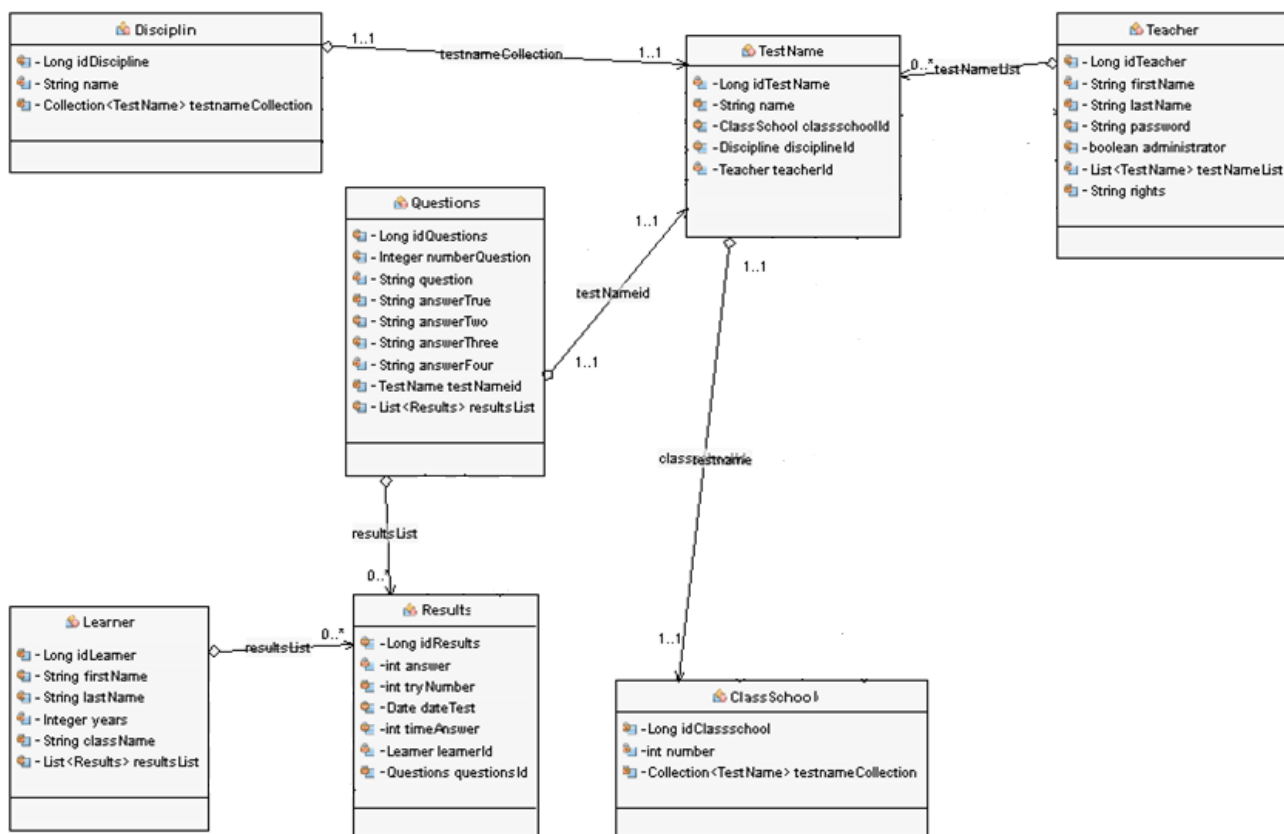 Disciplin
- Long idDiscipline
- String name
- Collection<TestName> testnameCollection
1..1
testnameCollection
1..1
TestName
-Long idTestName
-String name
-ClassSchool classschoolId
-Discipline disciplineId
-Teacher teacherId
0..*
testNameList
Teacher
- Long idTeacher
- String firstName
- String lastName
- String password
-boolean administrator
- List<TestName> testNameList
- String rights
Questions
- Long idQuestions
- Integer numberQuestion
- String question
- String answerTrue
- String answerTwo
- String answerThree
- String answerFour
- TestName testNameid
- List<Results> resultsList
1..1
testNameid
1..1
1..1
testname
1..1
resultsList
0..*
Learner
- Long idLearner
- String firstName
- String lastName
- Integer years
- String className
- List<Results> resultsList
resultsList
0..*
Results
-Long idResults
-int answer
-int tryNumber
-Date dateTest
-int timeAnswer
-Learner learnerId
-Questions questionsId
ClassSchool
-Long idClassschool
-int number
-Collection<TestName> testnameCollection